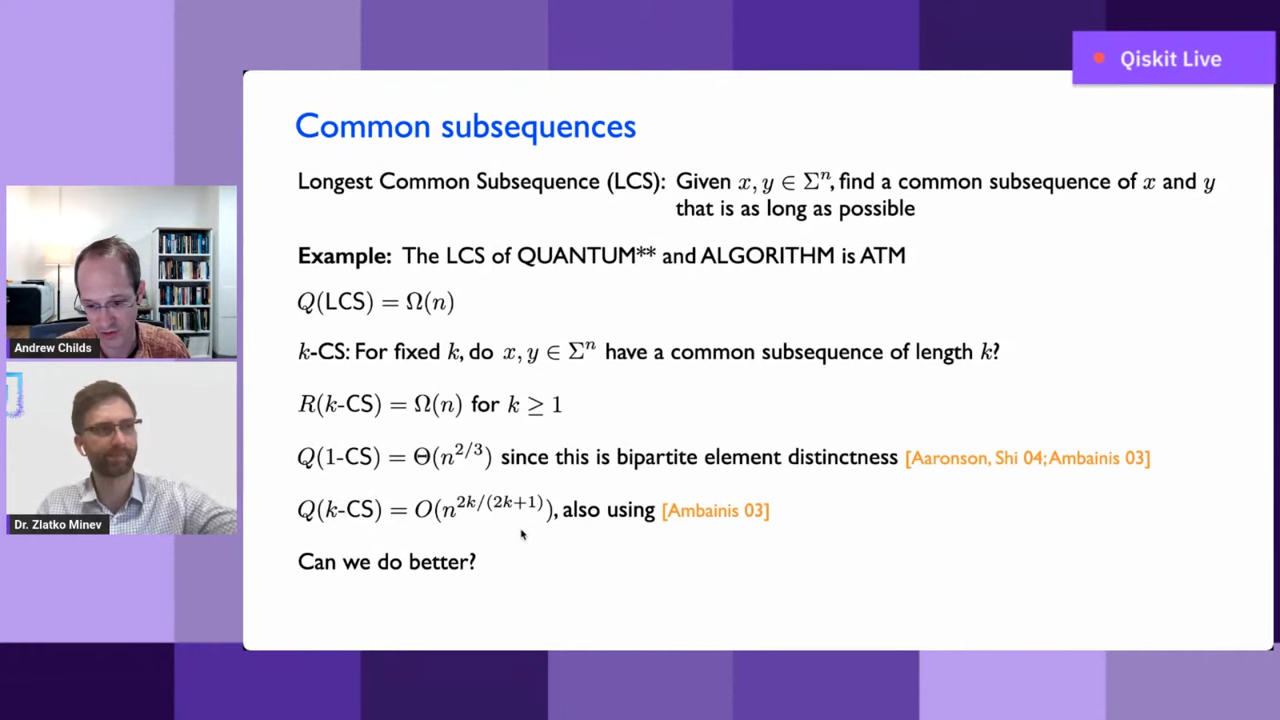 Qiskit Live
Common subsequences
Longest Common Subsequence (LCS): Given x, y ∈ Σⁿ, find a common subsequence of x and y
that is as long as possible
Example: The LCS of QUANTUM** and ALGORITHM is ATM
Q(LCS) = Ω(n)
k-CS: For fixed k, do x, y ∈ Σⁿ have a common subsequence of length k?
R(k-CS) = Ω(n) for k ≥ 1
Q(1-CS) = Θ(n^{2/3}) since this is bipartite element distinctness [Aaronson, Shi 04; Ambainis 03]
Q(k-CS) = O(n^{2k/(2k+1)}), also using [Ambainis 03]
Can we do better?
Andrew Childs
Dr. Zlatko Minev